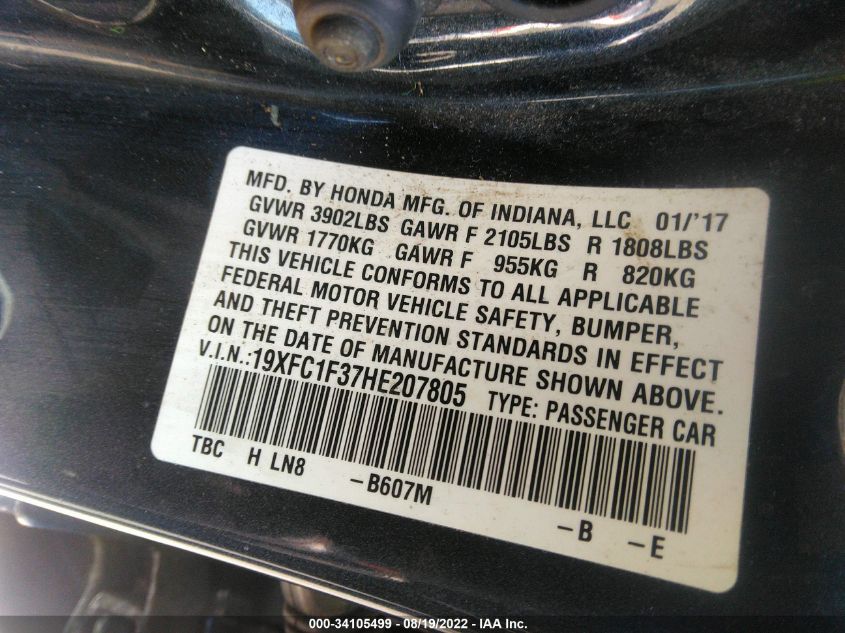 MFD. BY HONDA MFG. OF INDIANA, LLC 01/'17
GVWR 3902LBS GAWR F 2105LBS R 1808LBS
GVWR 1770KG GAWR F 955KG R 820KG
THIS VEHICLE CONFORMS TO ALL APPLICABLE
FEDERAL MOTOR VEHICLE SAFETY, BUMPER,
AND THEFT PREVENTION STANDARDS IN EFFECT
ON THE DATE OF MANUFACTURE SHOWN ABOVE.
V.I.N.:19XFC1F37HE207805 TYPE: PASSENGER CAR
TBC H LN8 -B607M -B -E
000-34105499 - 08/19/2022 - IAA Inc.